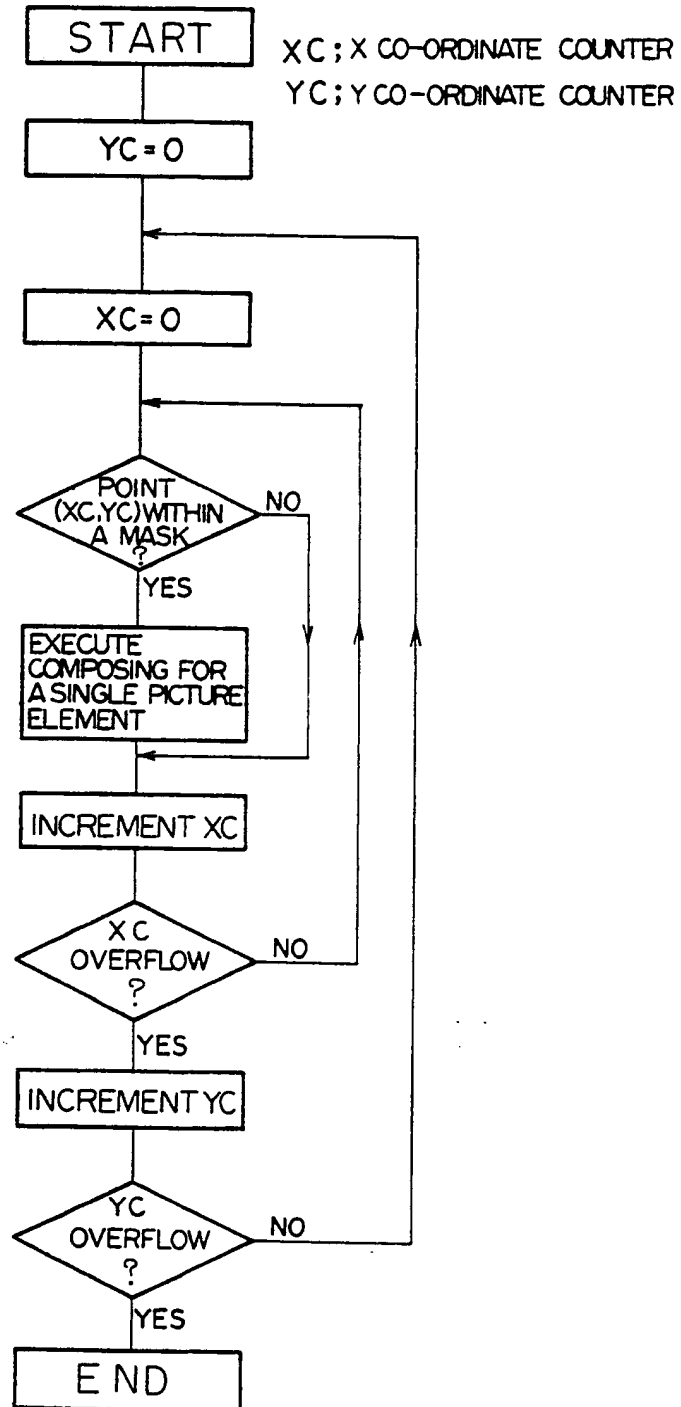 START
XC; X CO-ORDINATE COUNTER
YC; Y CO-ORDINATE COUNTER
YC=0
XC=0
POINT
(XC,YC)WITHIN
A MASK
?
NO
YES
EXECUTE
COMPOSING FOR
A SINGLE PICTURE
ELEMENT
INCREMENT XC
XC
OVERFLOW
?
NO
YES
INCREMENT YC
YC
OVERFLOW
?
NO
YES
END